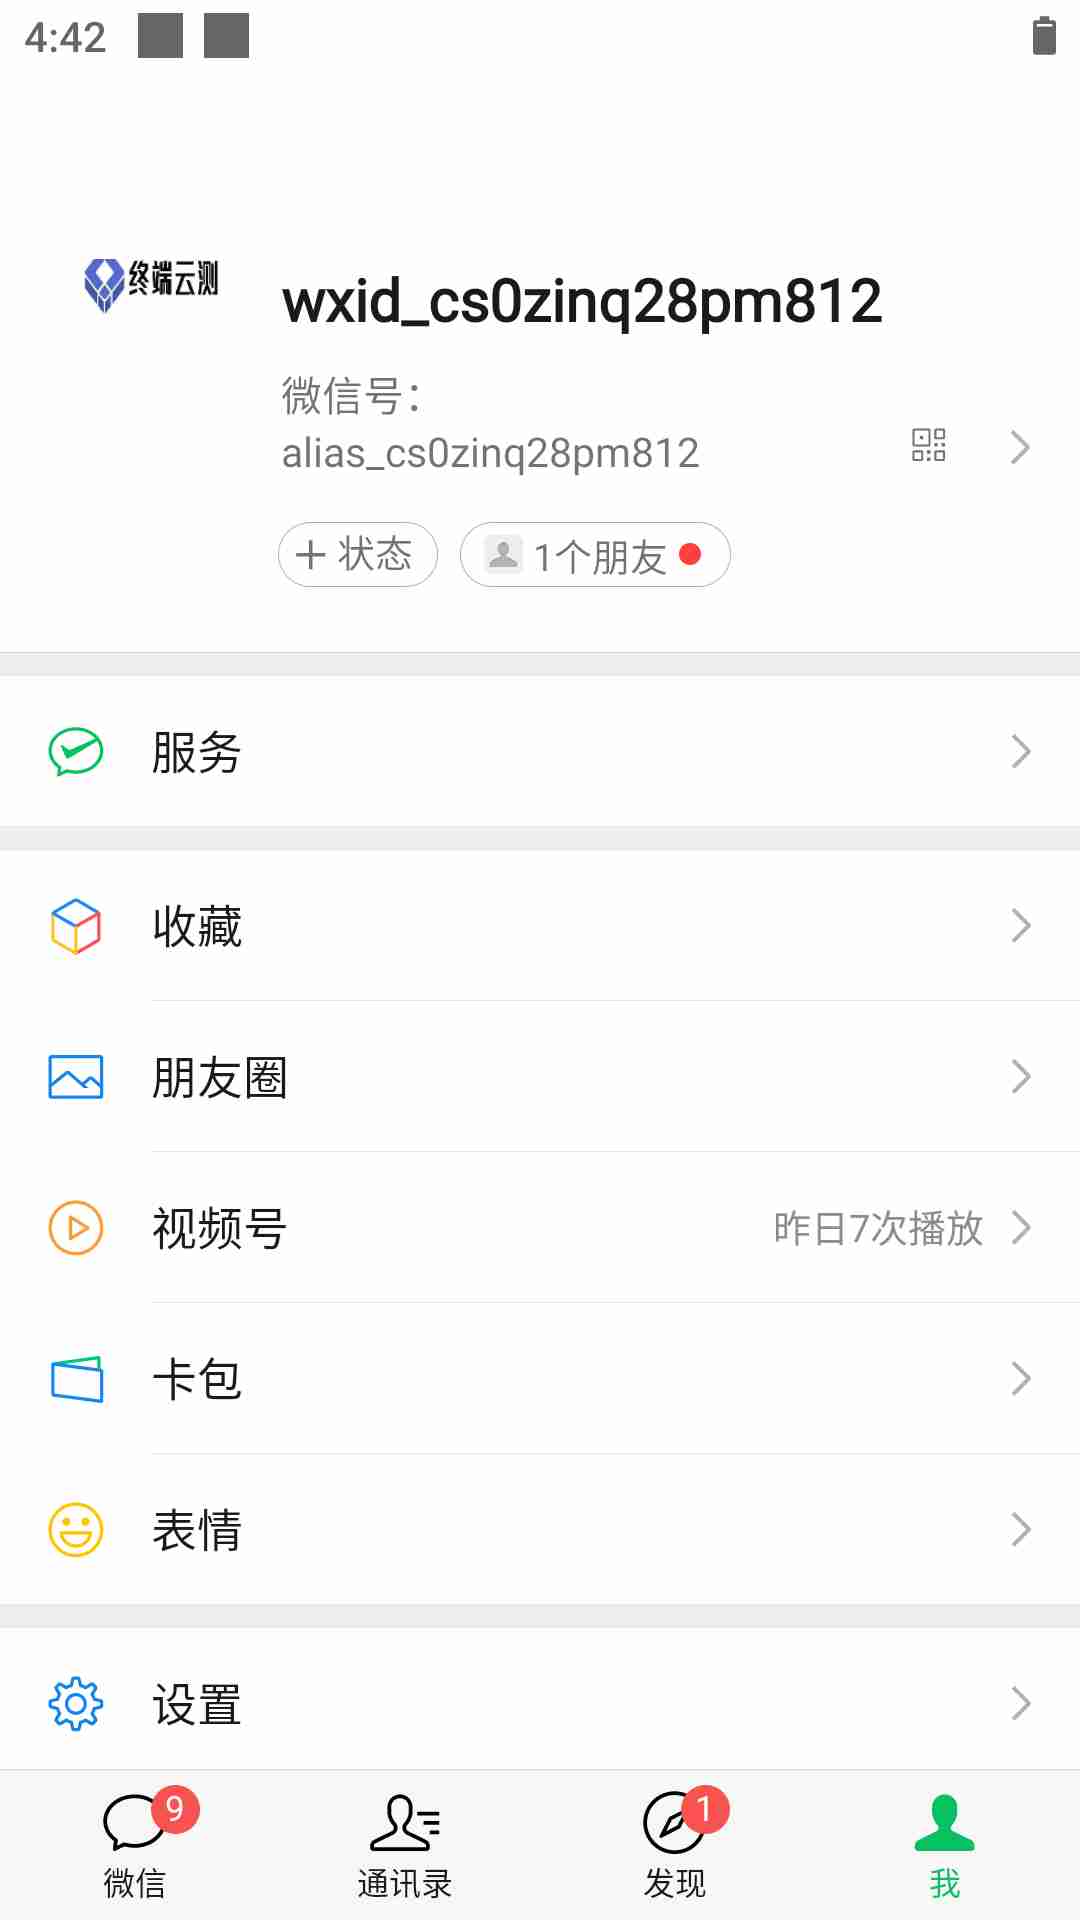 4:42
终端云测
wxid_cs0zinq28pm812
微信号：
alias_cs0zinq28pm812
状态
1个朋友
服务
收藏
朋友圈
视频号
昨日7次播放
卡包
表情
设置
9
1
微信
通讯录
发现
我